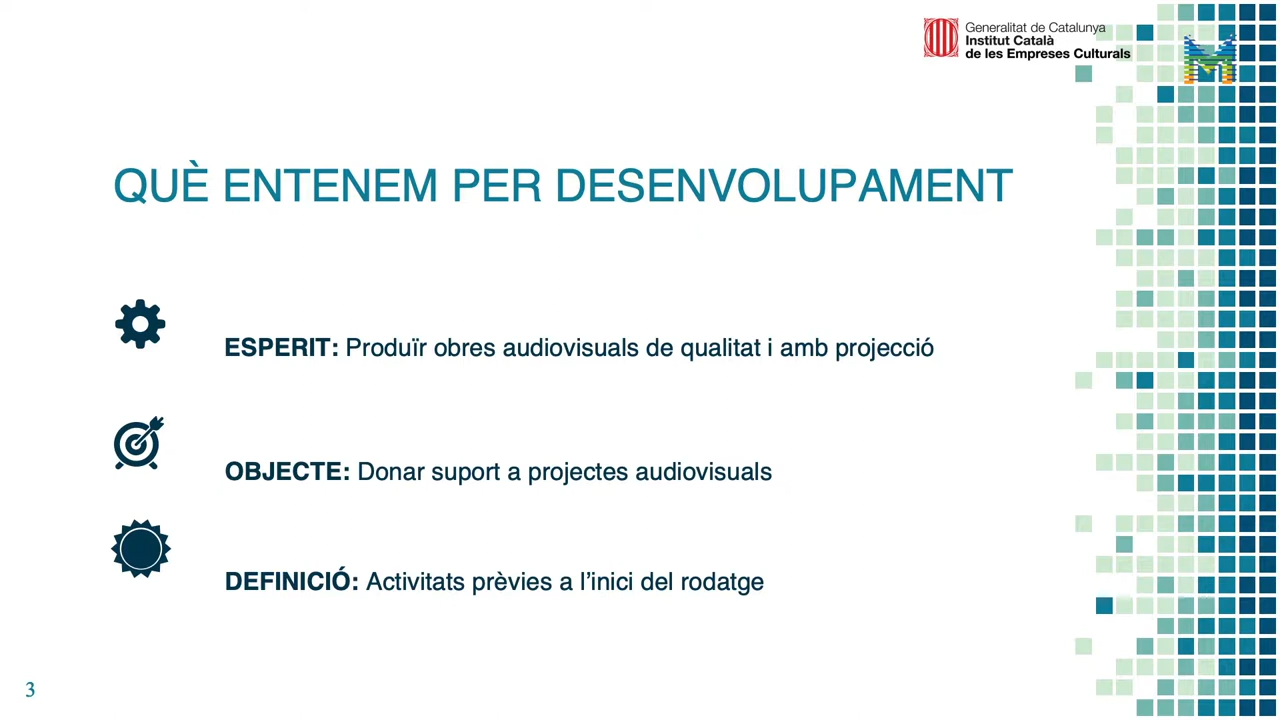 Generalitat de Catalunya
Institut Català
de les Empreses Culturals
QUÈ ENTENEM PER DESENVOLUPAMENT
ESPERIT: Produïr obres audiovisuals de qualitat i amb projecció
OBJECTE: Donar suport a projectes audiovisuals
DEFINICIÓ: Activitats prèvies a l’inici del rodatge
3